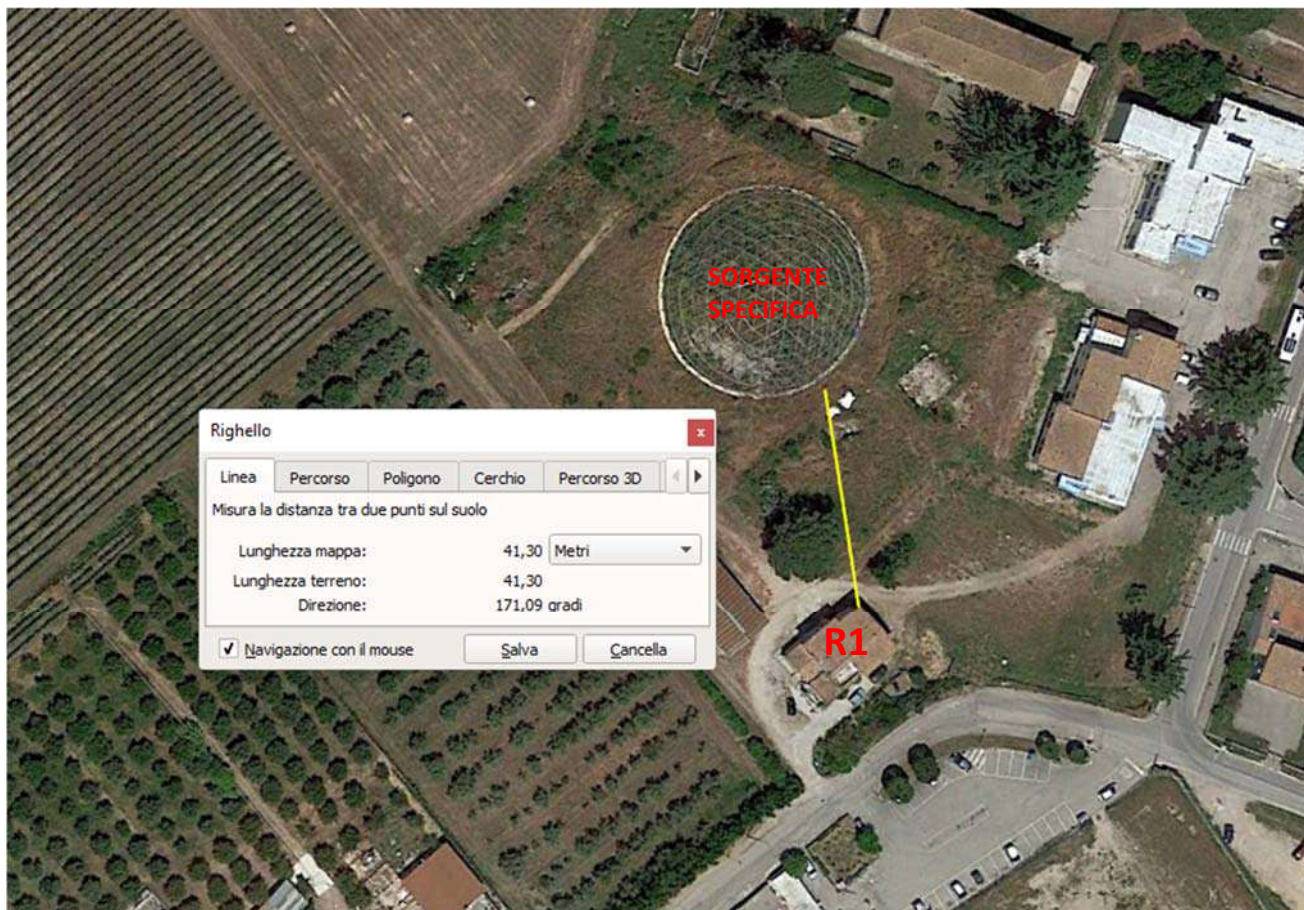 SORGENTE
SPECIFICA
Righello
x
Linea Percorso Poligono Cerchio Percorso 3D
Misura la distanza tra due punti sul suolo
Lunghezza mappa: 41,30 Metri
Lunghezza terreno: 41,30
Direzione: 171,09 gradi
Navigazione con il mouse Salva Cancella
R1